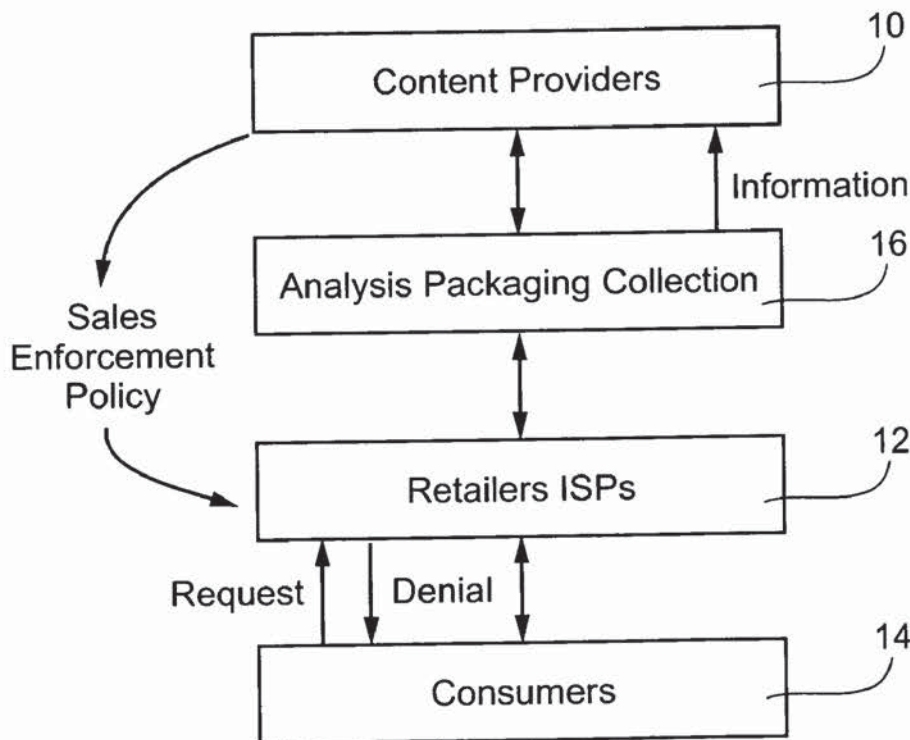 10
Content Providers
Information
16
Analysis Packaging Collection
Sales
Enforcement
Policy
12
Retailers ISPs
Request
Denial
14
Consumers